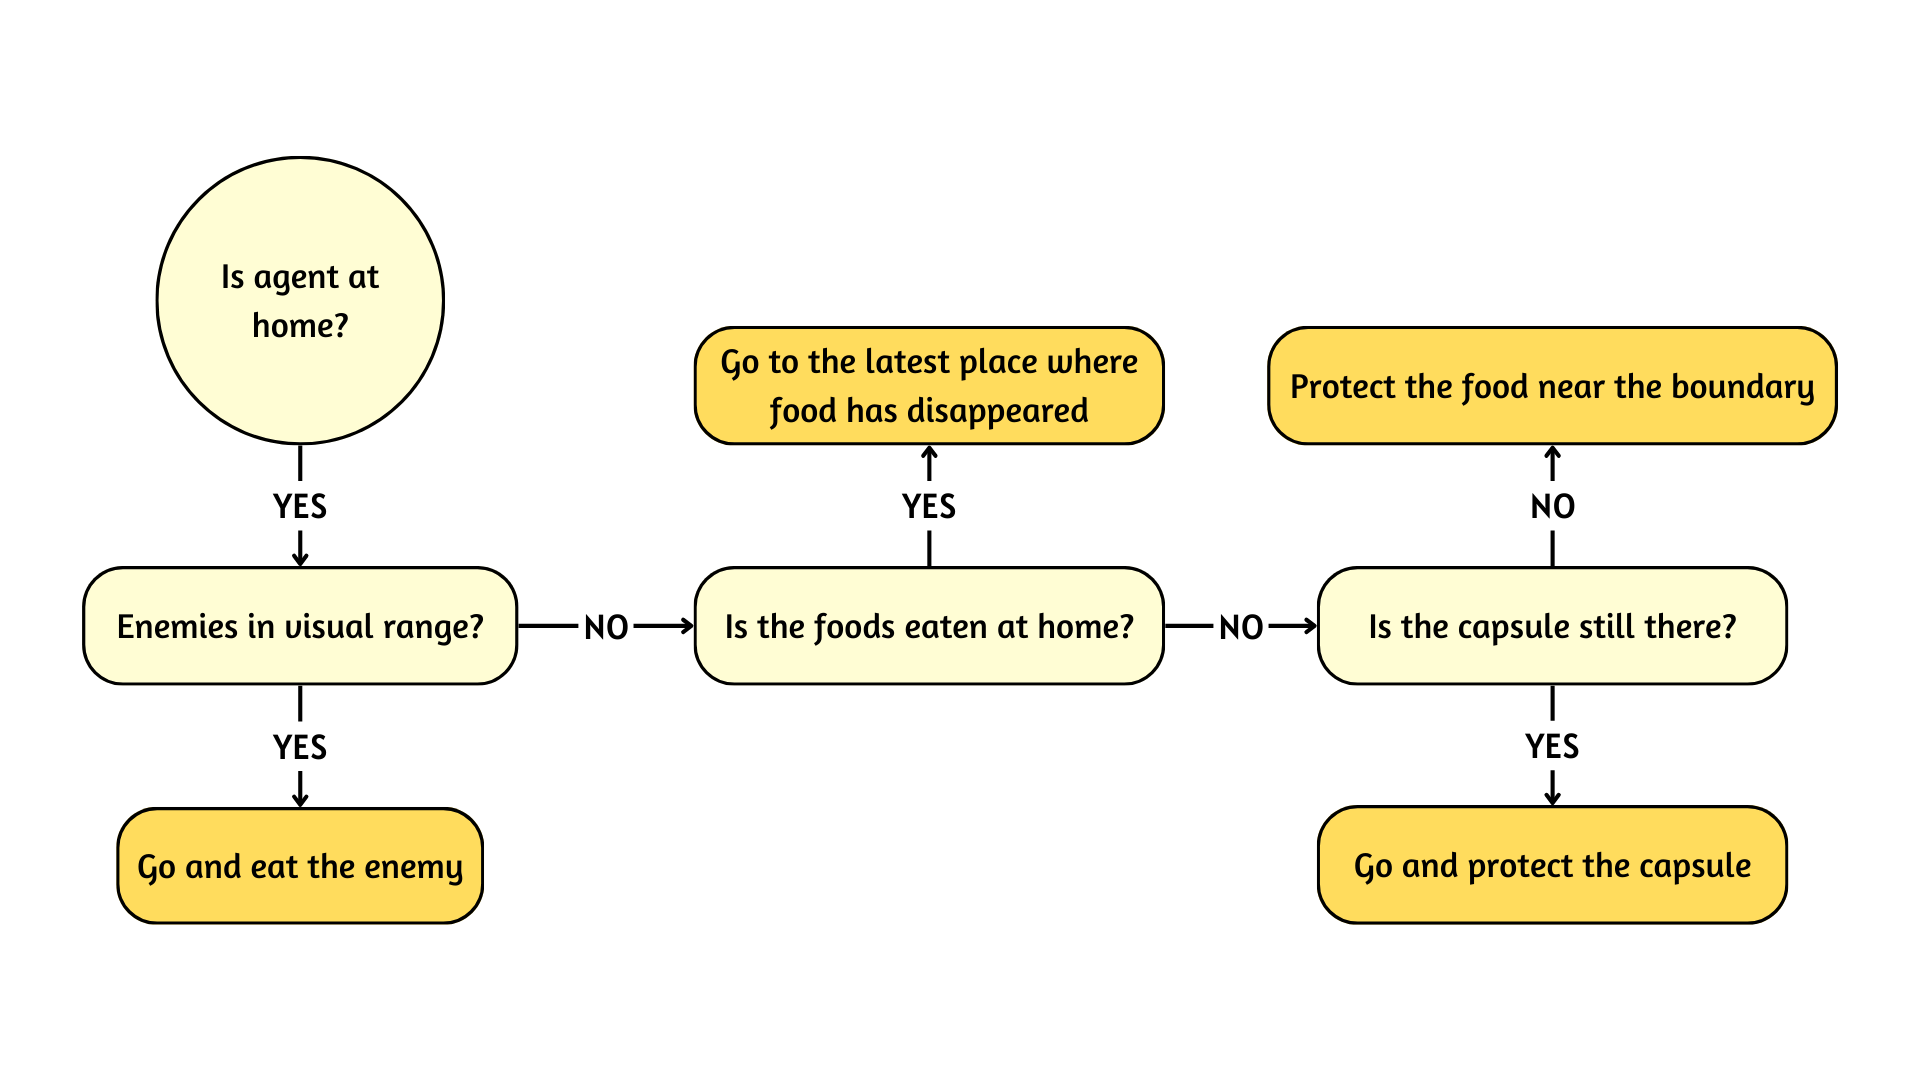 Is agent at
home?
YES
Enemies in visual range?
YES
Go and eat the enemy
NO
Is the foods eaten at home?
YES
Go to the latest place where
food has disappeared
NO
Is the capsule still there?
NO
Protect the food near the boundary
YES
Go and protect the capsule